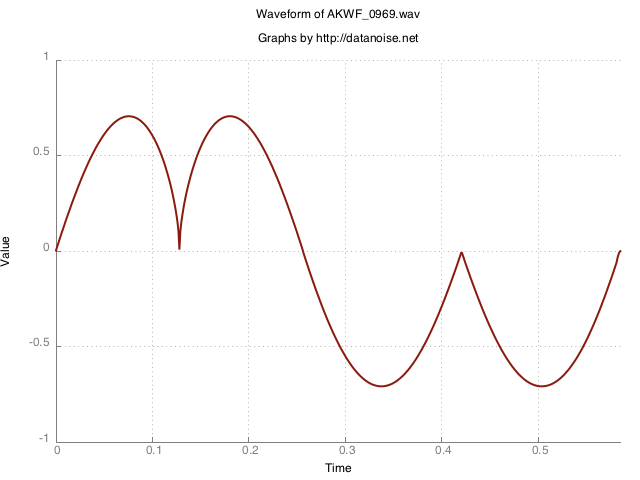 Waveform of AKWF_0969.wav
Graphs by http://datanoise.net
1
0.5
0
-0.5
-1
Value
0 0.1 0.2 0.3 0.4 0.5
Time